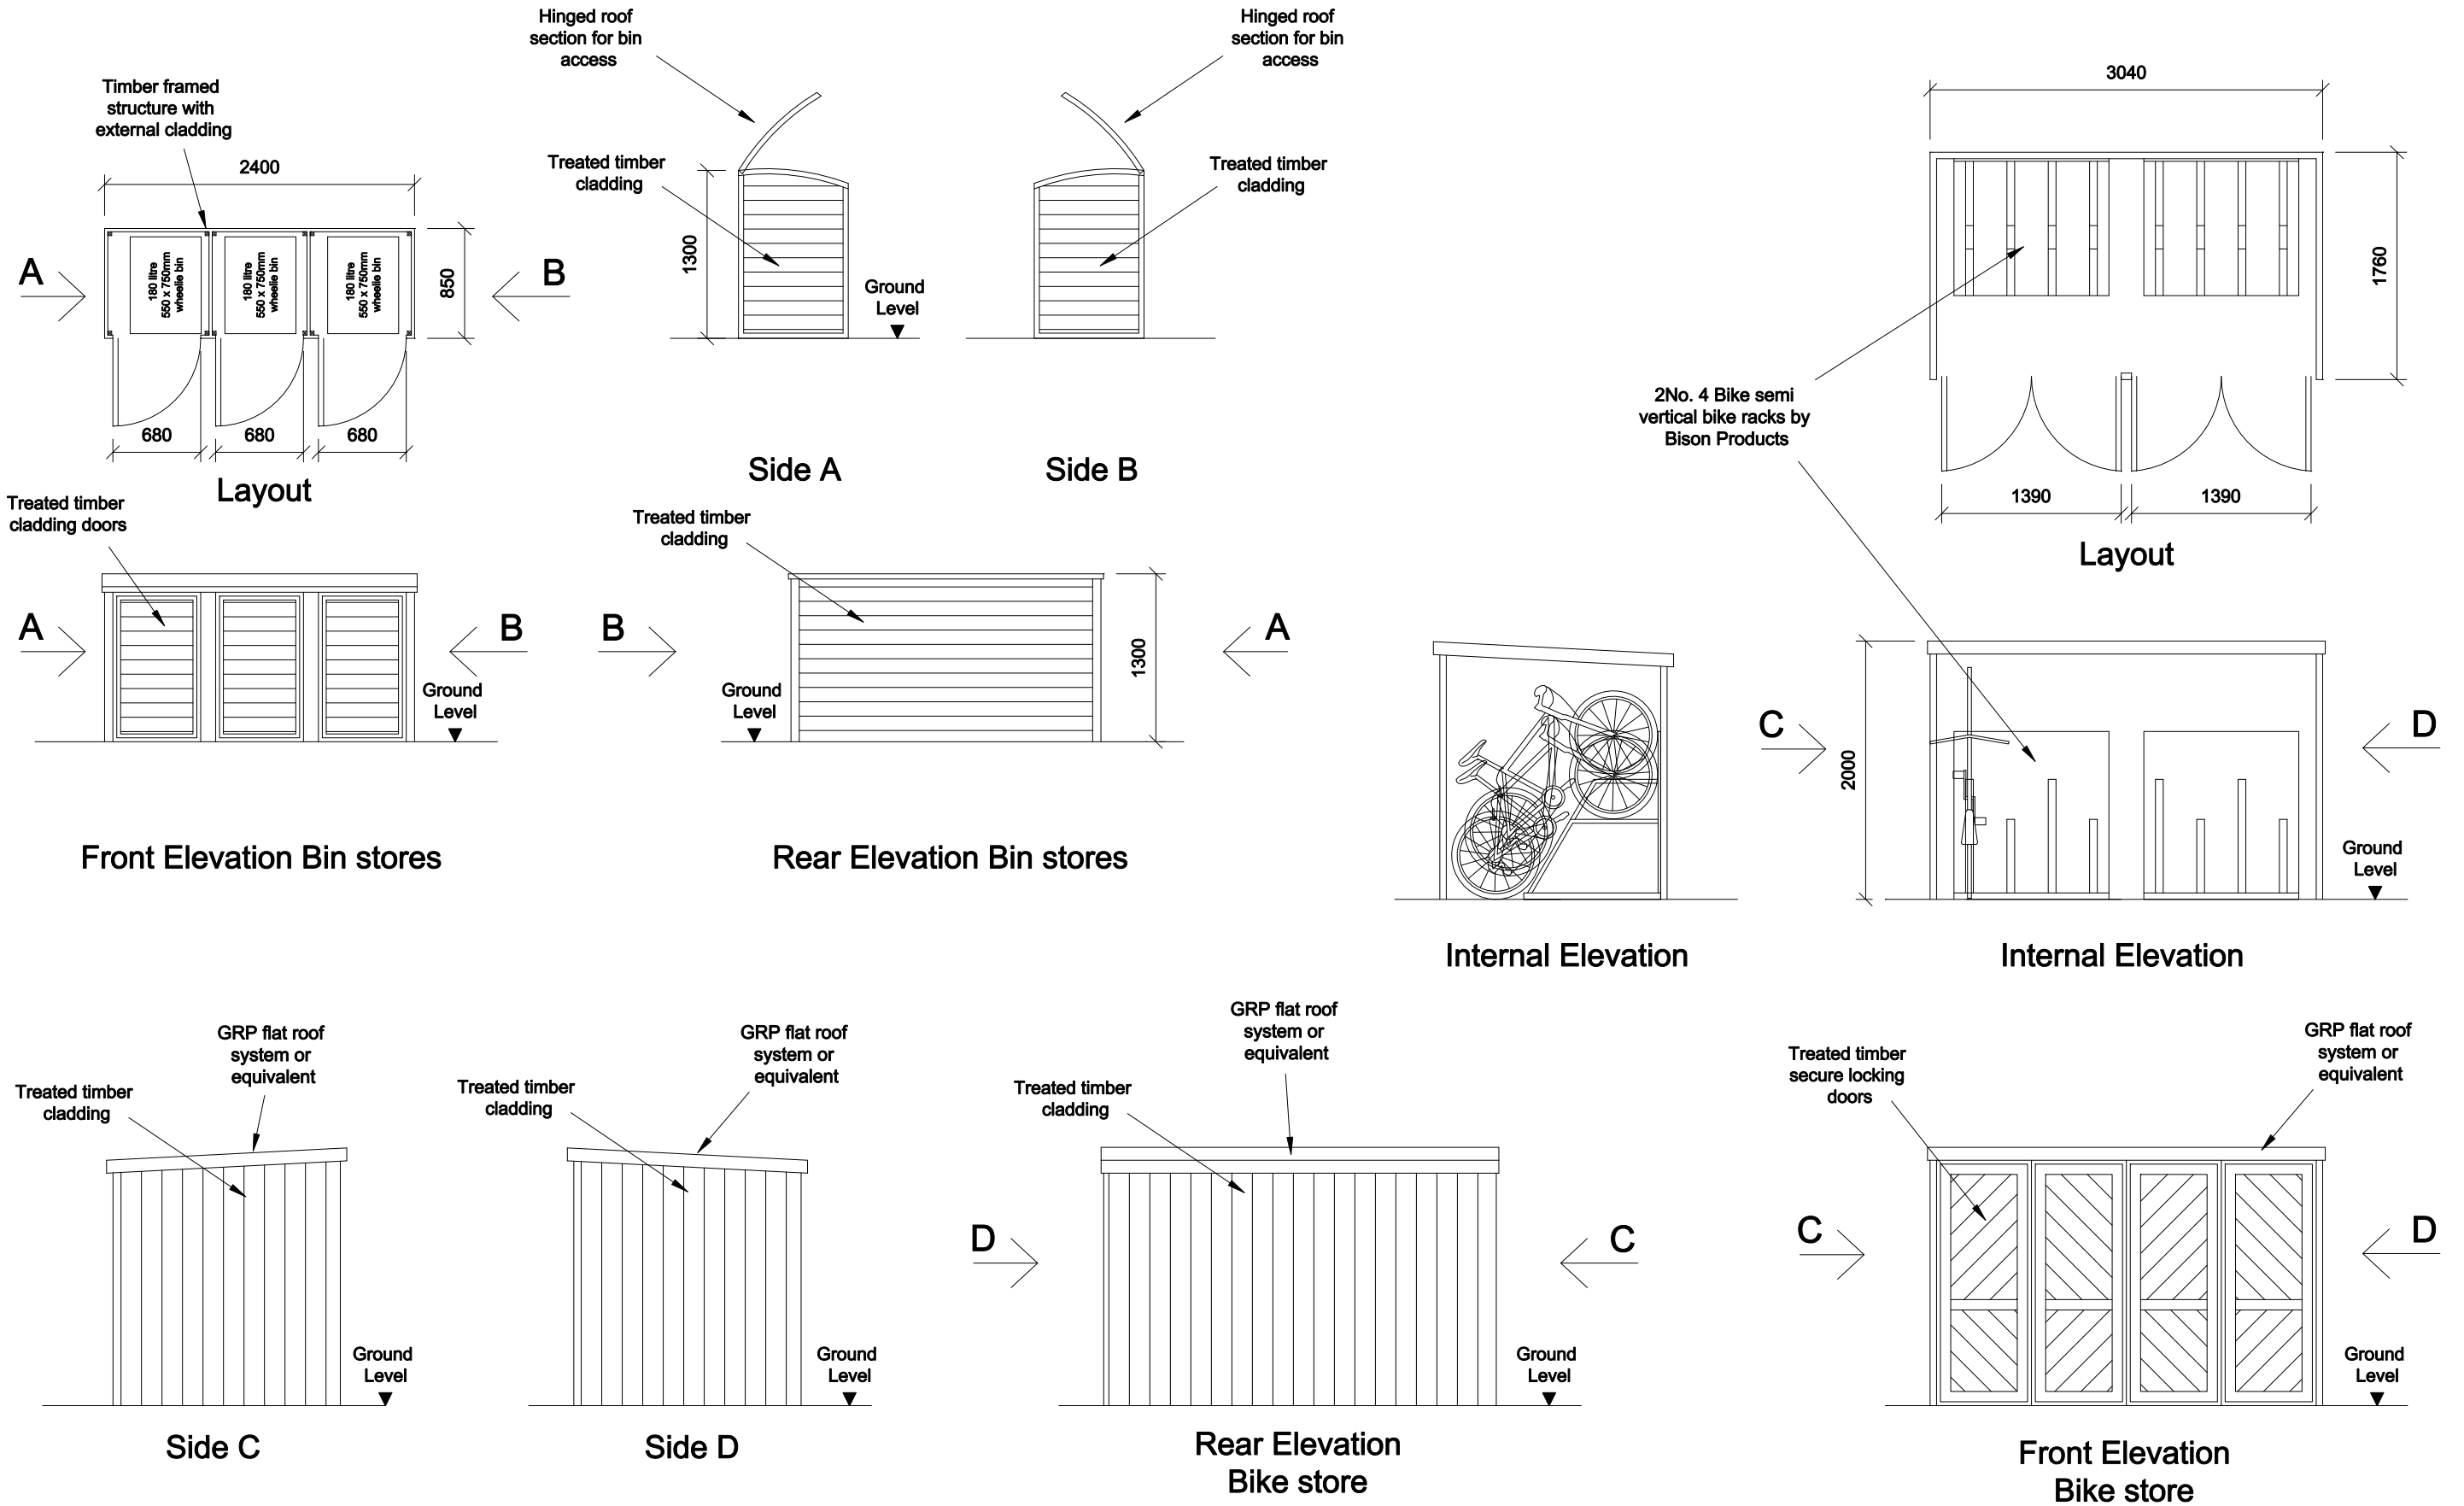 Hinged roof
section for bin
access
Hinged roof
section for bin
access
Timber framed
structure with
external cladding
2400
A
180 litre
550 x 750mm
wheelie bin
180 litre
550 x 750mm
wheelie bin
180 litre
550 x 750mm
wheelie bin
850
B
680
680
680
Layout
Treated timber
cladding
1300
Ground
Level
Side A
Treated timber
cladding
Side B
3040
1760
2No. 4 Bike semi
vertical bike racks by
Bison Products
1390
1390
Layout
Treated timber
cladding doors
A
B
Ground
Level
Front Elevation Bin stores
Treated timber
cladding
B
A
1300
Ground
Level
Rear Elevation Bin stores
Internal Elevation
C
2000
D
Ground
Level
Internal Elevation
GRP flat roof
system or
equivalent
Treated timber
cladding
Ground
Level
Side C
GRP flat roof
system or
equivalent
Treated timber
cladding
Ground
Level
Side D
GRP flat roof
system or
equivalent
Treated timber
cladding
D
C
Ground
Level
Rear Elevation
Bike store
GRP flat roof
system or
equivalent
Treated timber
secure locking
doors
C
D
Ground
Level
Front Elevation
Bike store